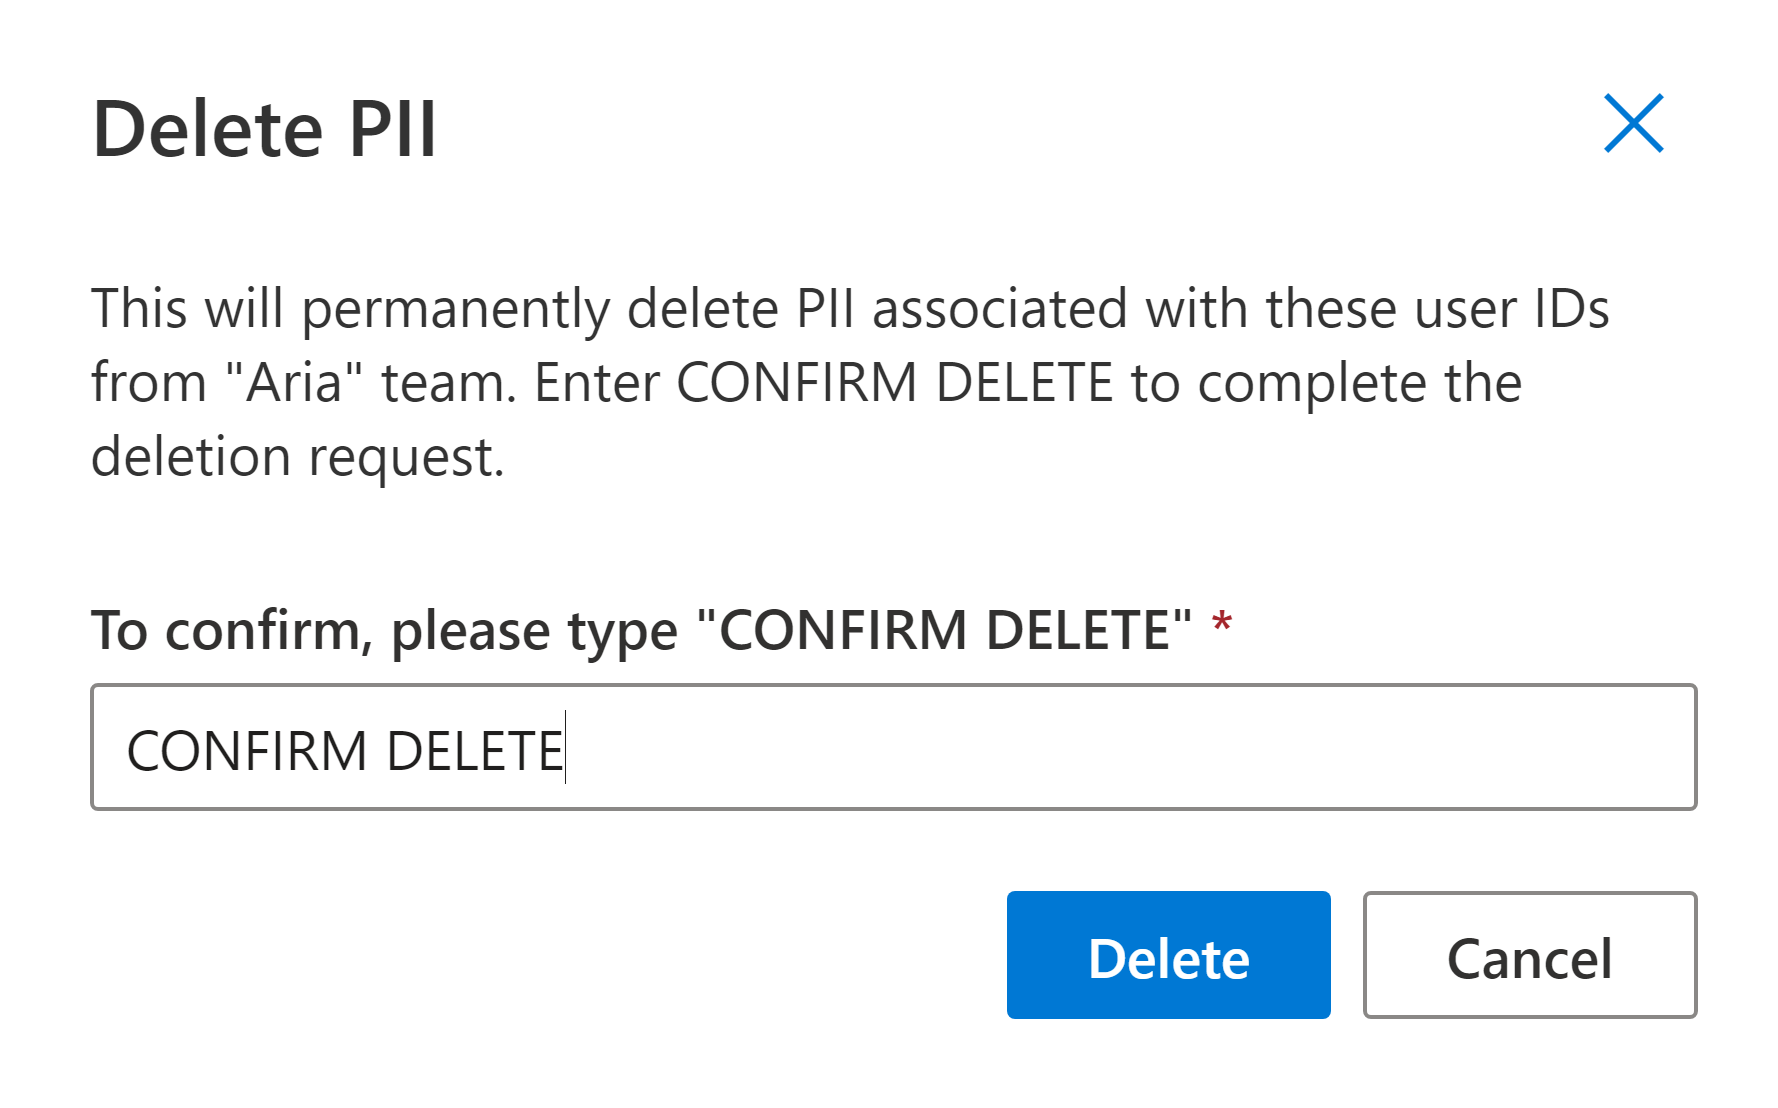 Delete PII
This will permanently delete PII associated with these user IDs
from "Aria" team. Enter CONFIRM DELETE to complete the
deletion request.
To confirm, please type "CONFIRM DELETE" *
CONFIRM DELETE
Delete
Cancel